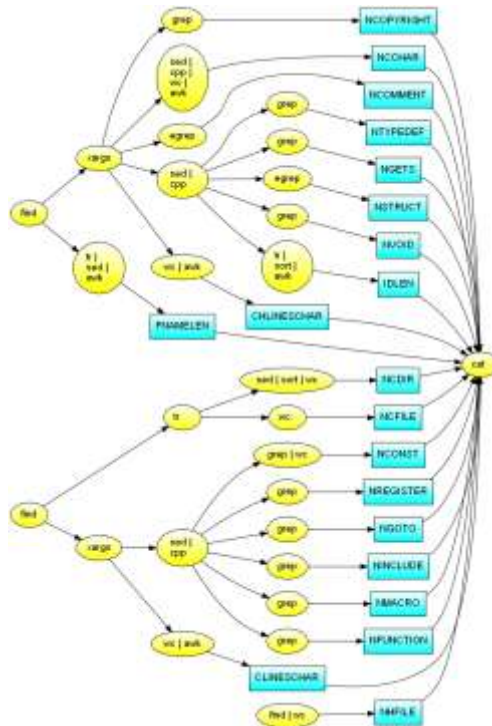 grep
NCOPYRIGHT
sed |
cpp |
wc |
awk
NCCHAR
NCOMMENT
egrep
grep
NTYPEDEF
xargs
sed |
cpp
grep
NGETS
egrep
NSTRUCT
find
grep
NVOID
tr |
sed |
awk
wc | awk
tr |
sort |
awk
IDLEN
PNAMELEN
CHLINESCHAR
cat
sed | sort | wc
NCDIR
tr
wc
NCFILE
grep | wc
NCONST
grep
NREGISTER
find
grep
NGOTO
xargs
sed |
cpp
grep
NINCLUDE
grep
NMACRO
wc | awk
grep
NFUNCTION
CLINESCHAR
find | wc
NHFILE